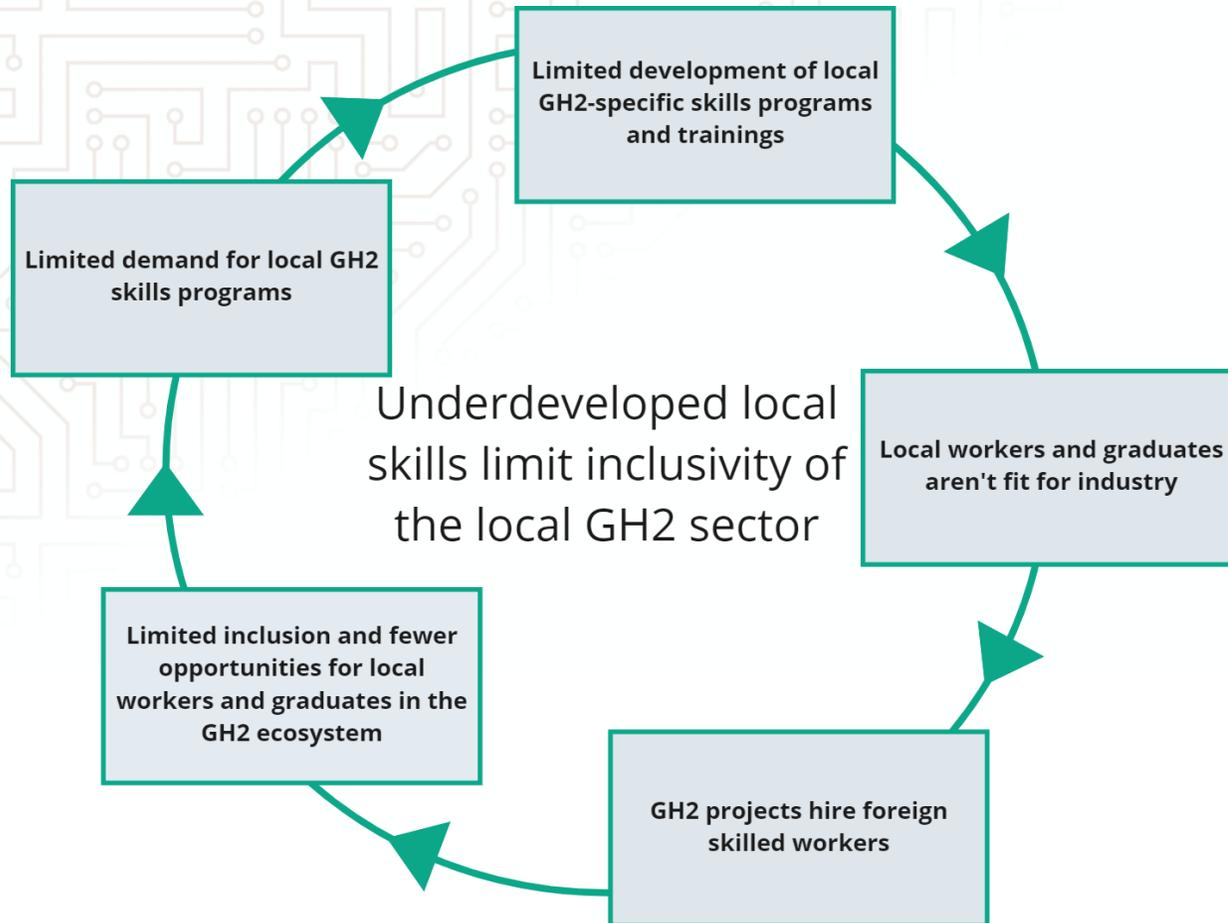 Limited development of local
GH2-specific skills programs
and trainings
Limited demand for local GH2
skills programs
Underdeveloped local
skills limit inclusivity of
the local GH2 sector
Local workers and graduates
aren't fit for industry
Limited inclusion and fewer
opportunities for local
workers and graduates in the
GH2 ecosystem
GH2 projects hire foreign
skilled workers